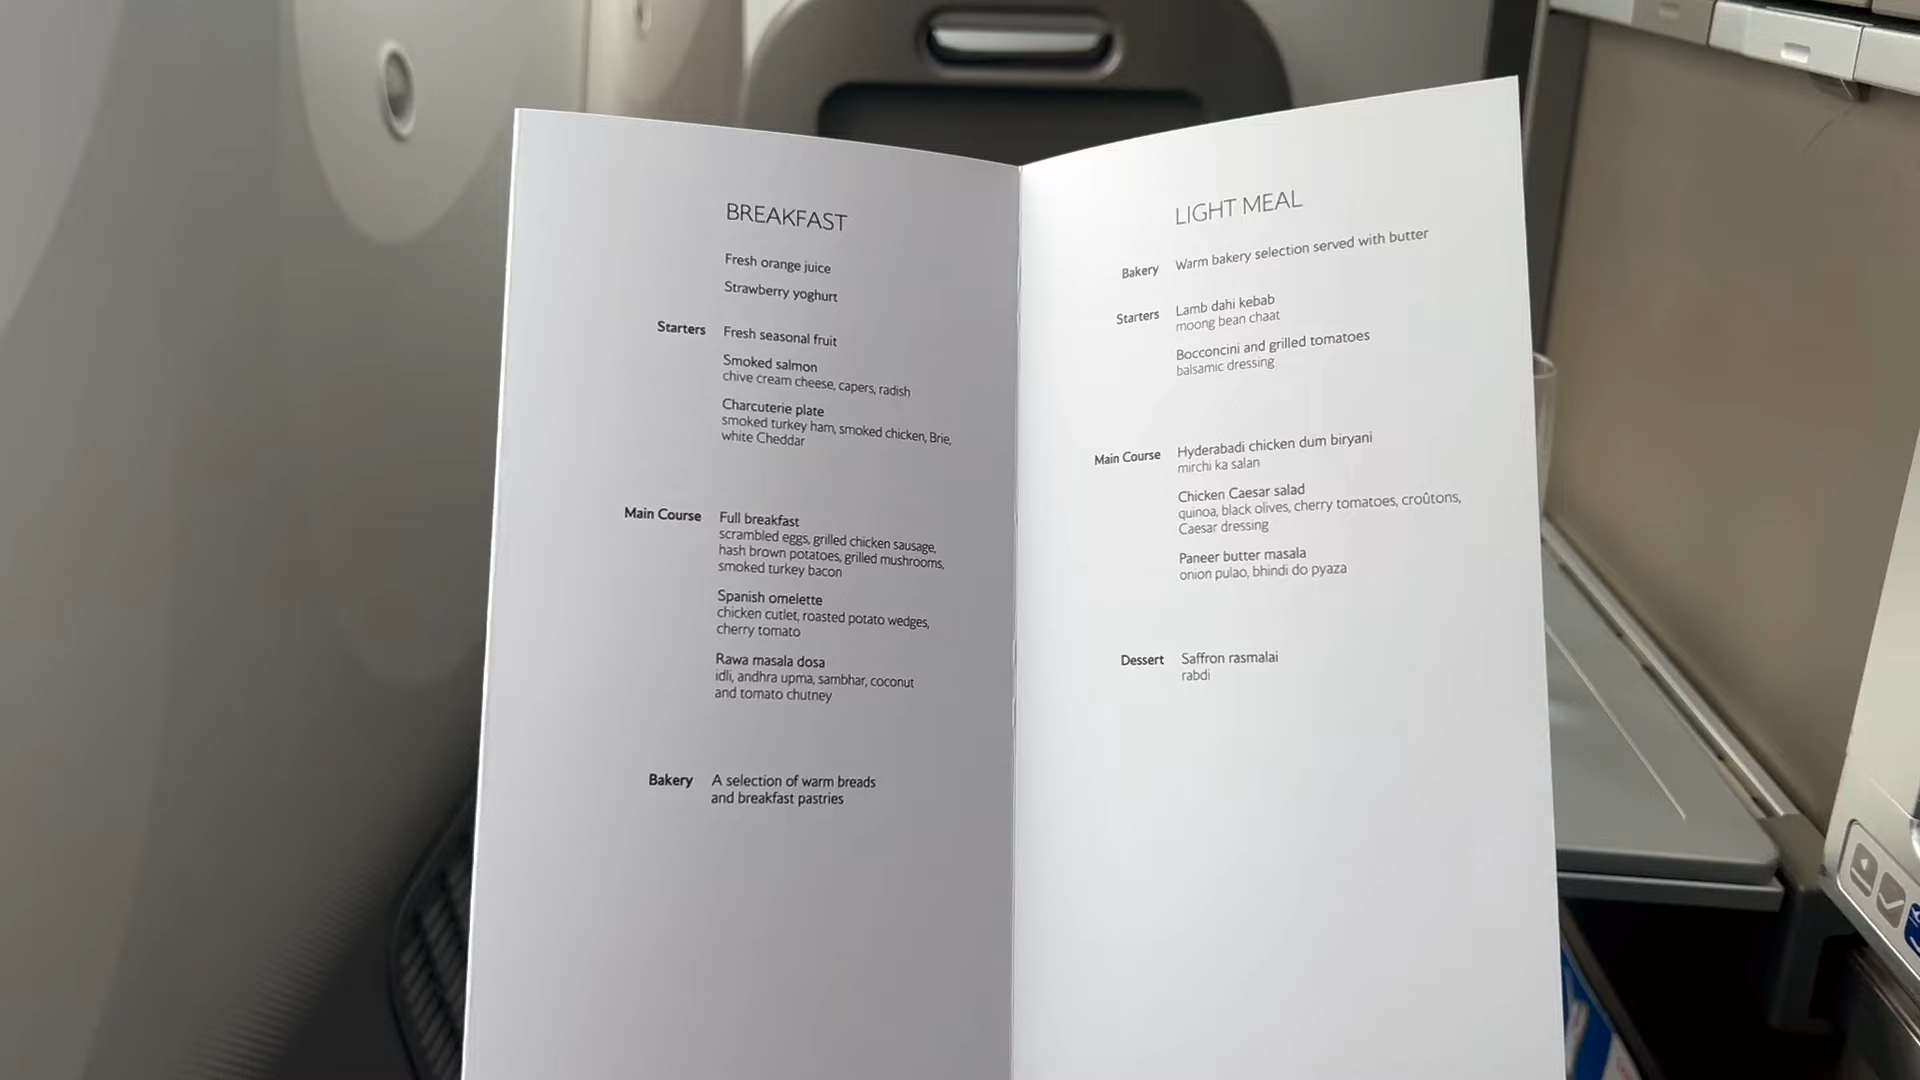 BREAKFAST
Fresh orange juice
Strawberry yoghurt
Starters Fresh seasonal fruit
Smoked salmon
chive cream cheese, capers, radish
Charcuterie plate
smoked turkey ham, smoked chicken, Brie,
white Cheddar
Main Course Full breakfast
scrambled eggs, grilled chicken sausage,
hash brown potatoes, grilled mushrooms,
smoked turkey bacon
Spanish omelette
chicken cutlet, roasted potato wedges,
cherry tomato
Rawa masala dosa
idli, andhra upma, sambhar, coconut
and tomato chutney
Bakery A selection of warm breads
and breakfast pastries
LIGHT MEAL
Bakery Warm bakery selection served with butter
Starters Lamb dahi kebab
moong bean chaat
Bocconcini and grilled tomatoes
balsamic dressing
Main Course Hyderabadi chicken dum biryani
mirchi ka salan
Chicken Caesar salad
quinoa, black olives, cherry tomatoes, croûtons,
Caesar dressing
Paneer butter masala
onion pulao, bhindi do pyaza
Dessert Saffron rasmalai
rabdi